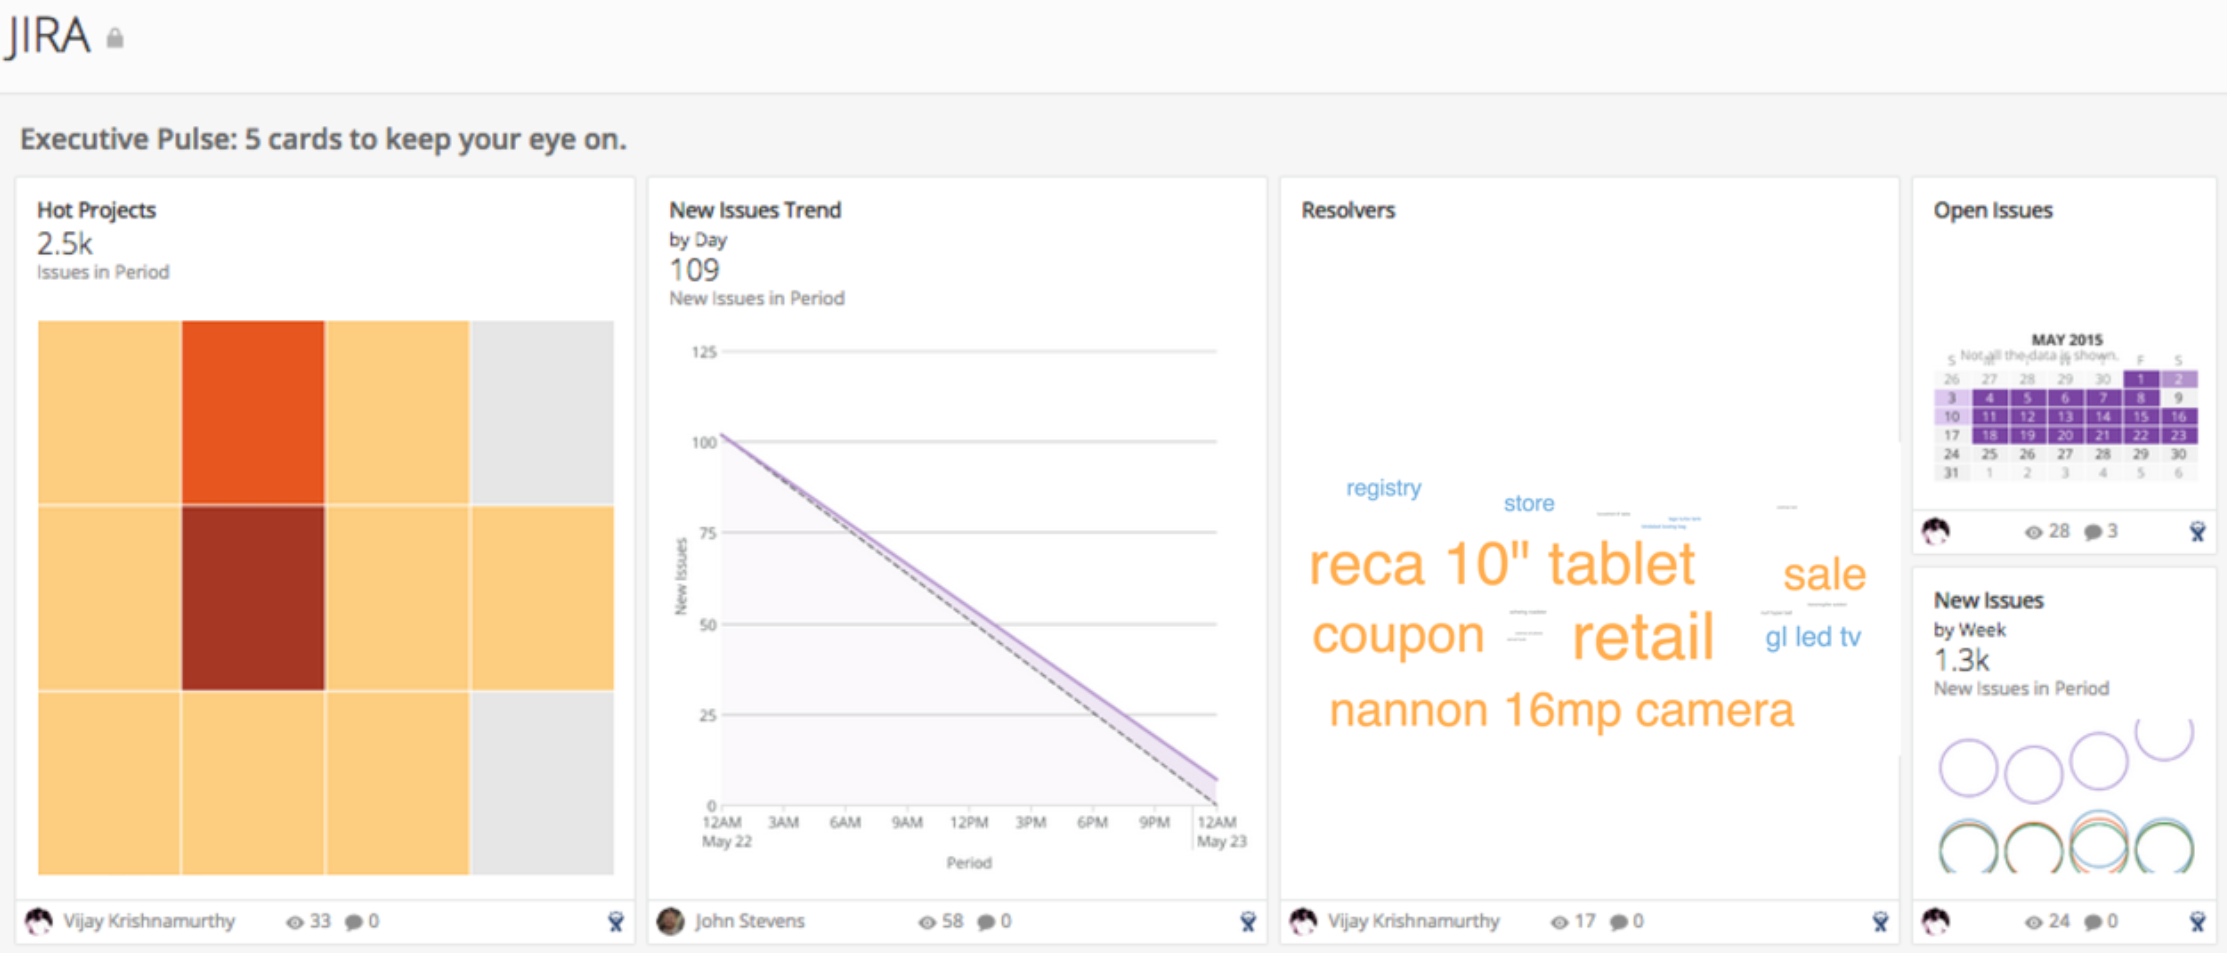 JIRA
Executive Pulse: 5 cards to keep your eye on.
Hot Projects
2.5k
Issues in Period
Vijay Krishnamurthy 33 0
New Issues Trend
by Day
109
New Issues in Period
125
100
75
50
25
0
New Issues
12AM 3AM 6AM 9AM 12PM 3PM 6PM 9PM 12AM
May 22 May 23
Period
John Stevens 58 0
Resolvers
registry
store
reca 10" tablet
sale
coupon
retail
gl led tv
nannon 16mp camera
Vijay Krishnamurthy 17 0
Open Issues
MAY 2015
Not all the data is shown.
S M T W T F S
26 27 28 29 30 1 2
3 4 5 6 7 8 9
10 11 12 13 14 15 16
17 18 19 20 21 22 23
24 25 26 27 28 29 30
31 1 2 3 4 5 6
28 3
New Issues
by Week
1.3k
New Issues in Period
24 0